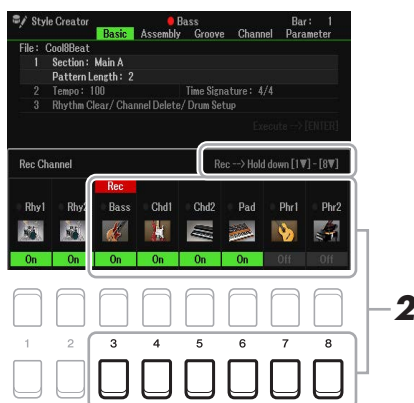 Style Creator Bass Bar: 1
Basic Assembly Groove Channel Parameter
File: Cool8Beat
1 Section: Main A
Pattern Length: 2
2 Tempo: 100 Time Signature: 4/4
3 Rhythm Clear/ Channel Delete/ Drum Setup
Execute --> [ENTER]
Rec Channel Rec --> Hold down [1▼] - [8▼]
Rec
Rhy1 Rhy2 Bass Chd1 Chd2 Pad Phr1 Phr2
On On On On On On Off Off
2
1 2 3 4 5 6 7 8